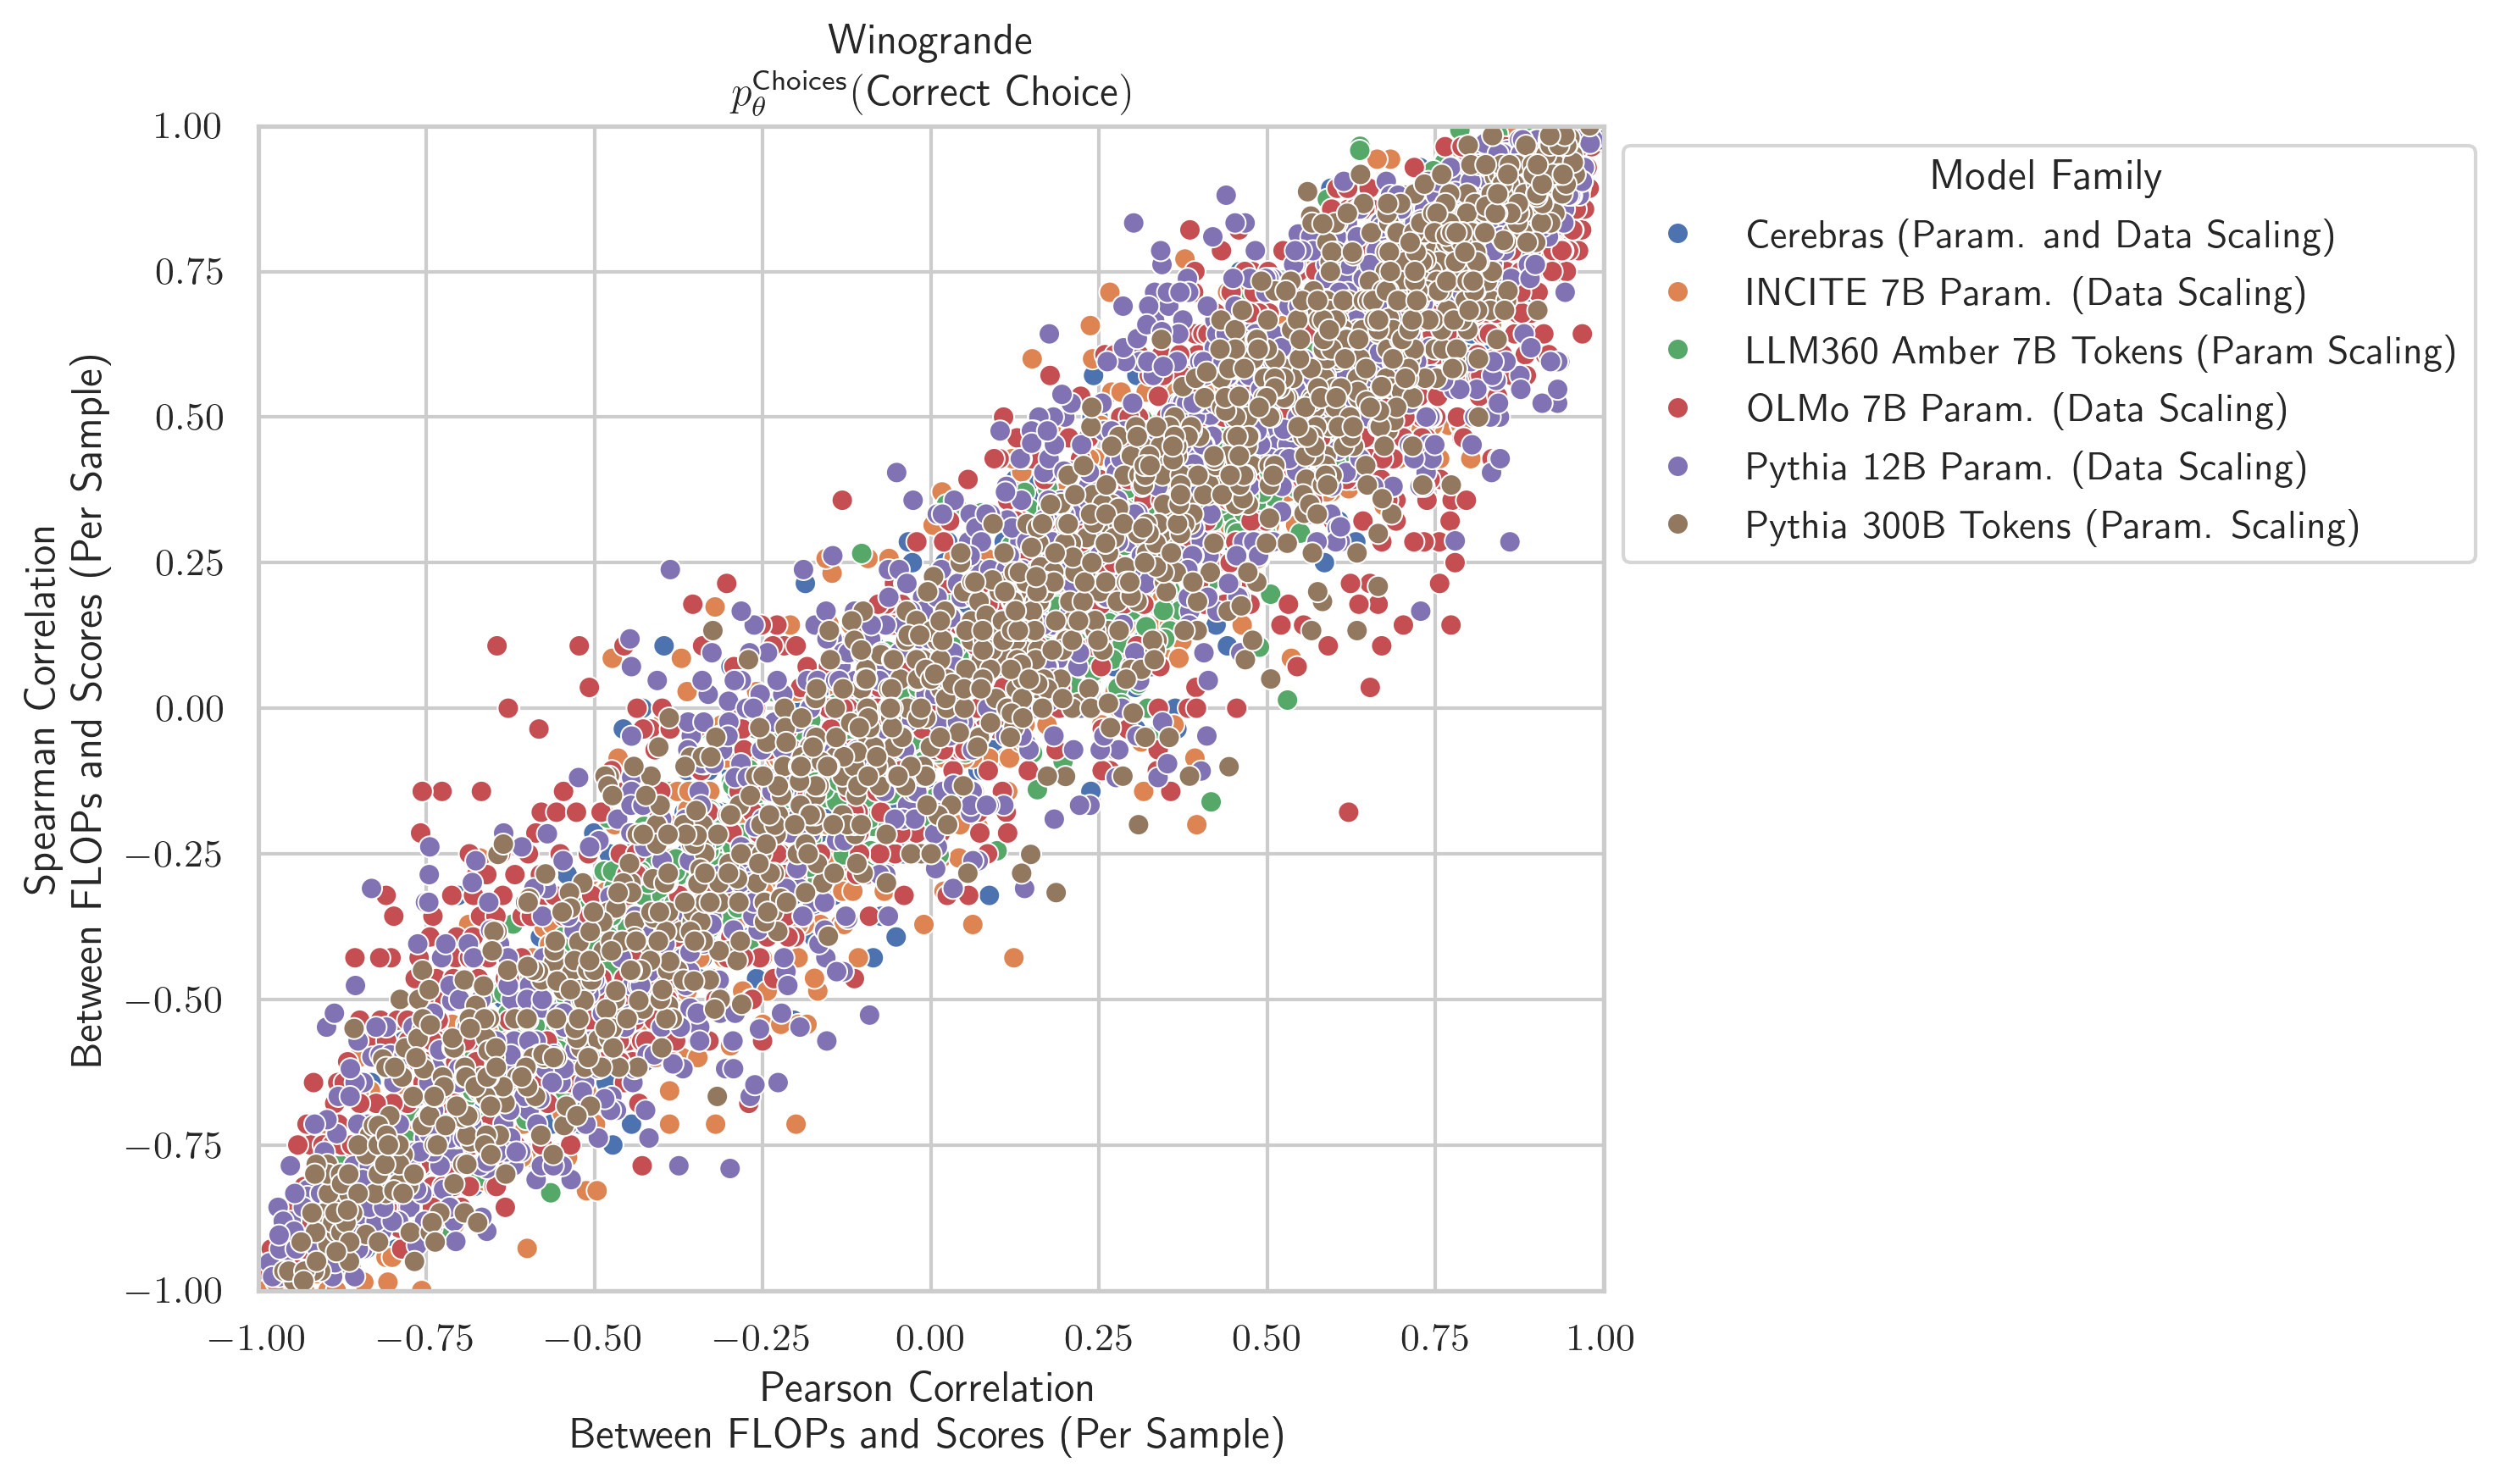 Winogrande
p_θ^Choices(Correct Choice)
1.00
0.75
0.50
0.25
0.00
−0.25
−0.50
−0.75
−1.00
Spearman Correlation
Between FLOPs and Scores (Per Sample)
−1.00 −0.75 −0.50 −0.25 0.00 0.25 0.50 0.75 1.00
Pearson Correlation
Between FLOPs and Scores (Per Sample)
Model Family
Cerebras (Param. and Data Scaling)
INCITE 7B Param. (Data Scaling)
LLM360 Amber 7B Tokens (Param Scaling)
OLMo 7B Param. (Data Scaling)
Pythia 12B Param. (Data Scaling)
Pythia 300B Tokens (Param. Scaling)